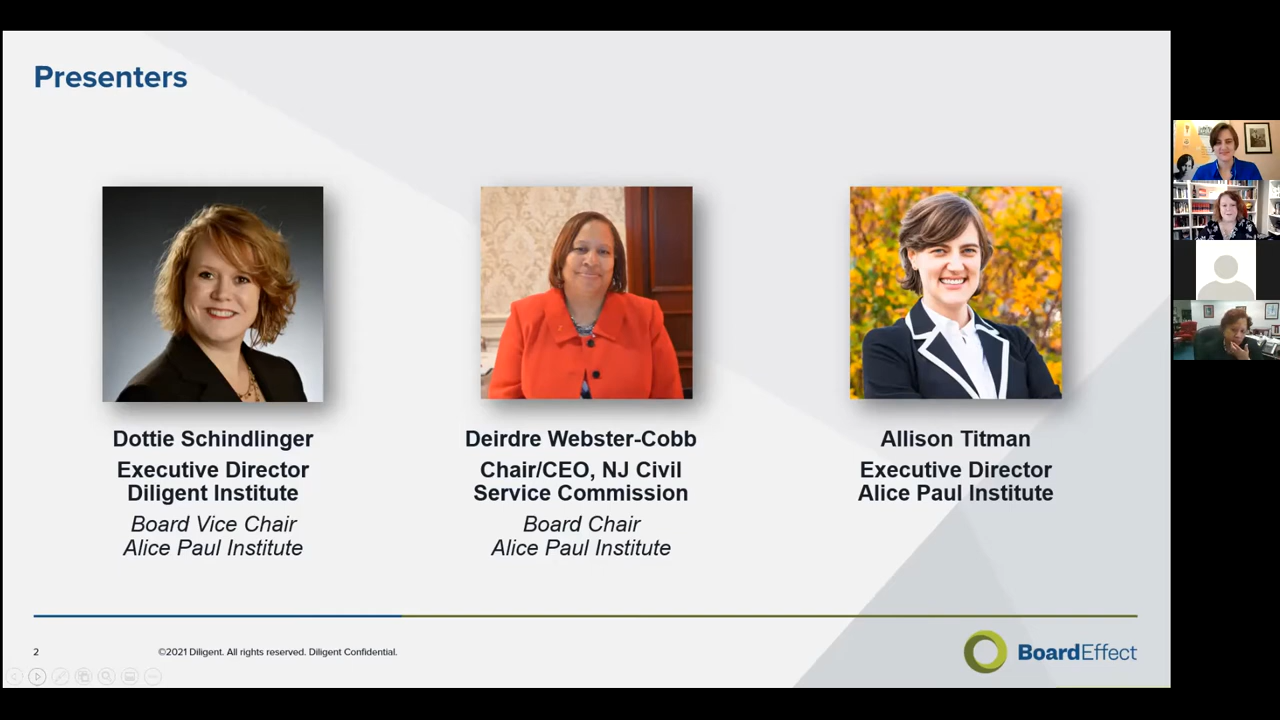 Presenters
Dottie Schindlinger
Executive Director
Diligent Institute
Board Vice Chair
Alice Paul Institute
Deirdre Webster-Cobb
Chair/CEO, NJ Civil
Service Commission
Board Chair
Alice Paul Institute
Allison Titman
Executive Director
Alice Paul Institute
2
©2021 Diligent. All rights reserved. Diligent Confidential.
BoardEffect